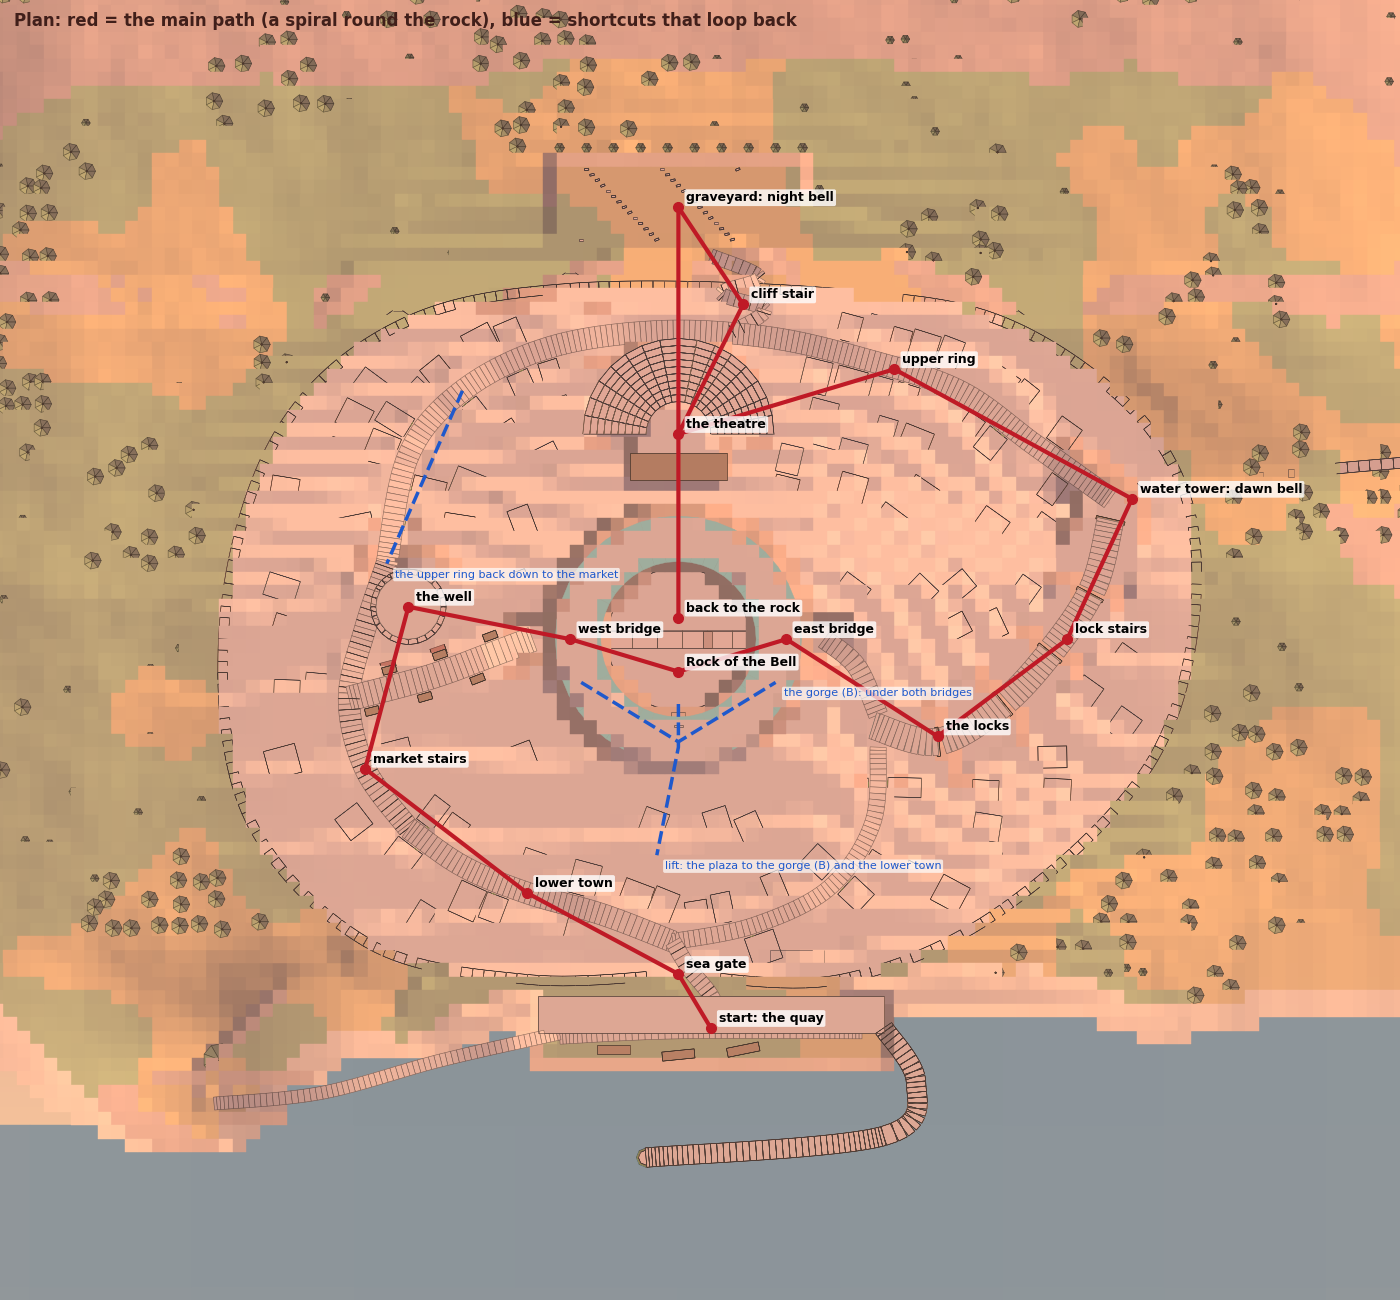 Plan: red = the main path (a spiral round the rock), blue = shortcuts that loop back
graveyard: night bell
cliff stair
upper ring
the theatre
water tower: dawn bell
the upper ring back down to the market
the well
back to the rock
west bridge
east bridge
lock stairs
Rock of the Bell
the gorge (B): under both bridges
the locks
market stairs
lift: the plaza to the gorge (B) and the lower town
lower town
sea gate
start: the quay